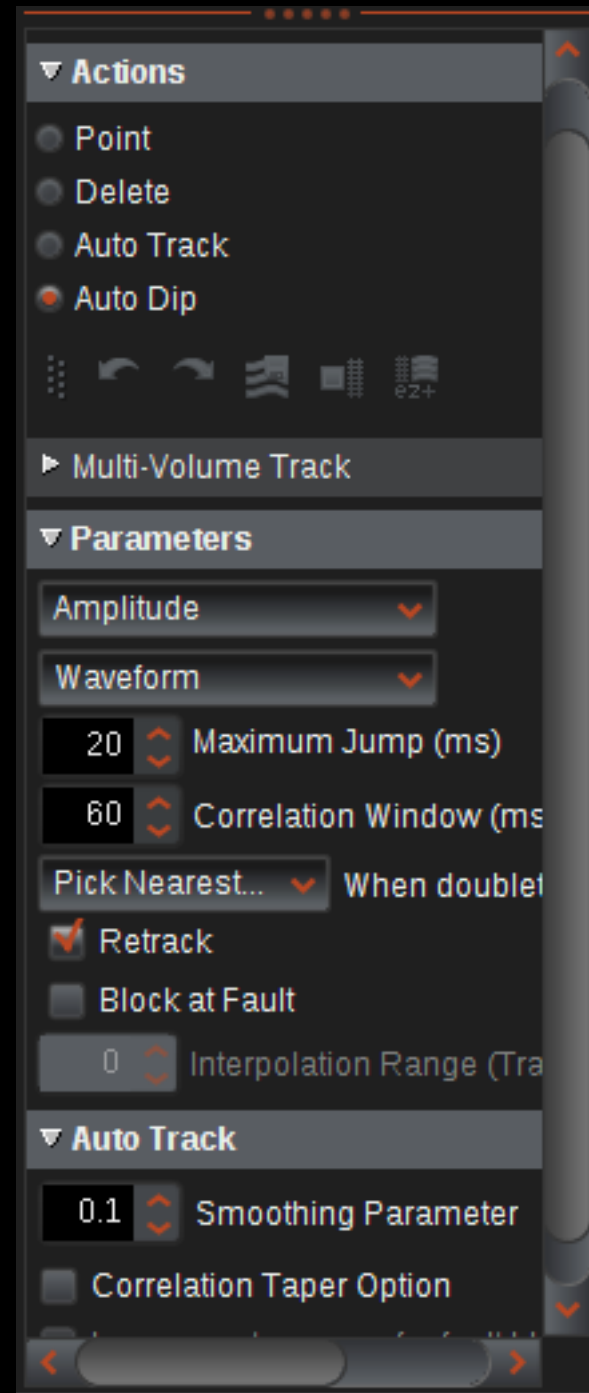 Actions
Point
Delete
Auto Track
Auto Dip
ez+
Multi-Volume Track
Parameters
Amplitude
Waveform
20 Maximum Jump (ms)
60 Correlation Window (ms
Pick Nearest... When doublet
Retrack
Block at Fault
0 Interpolation Range (Tra
Auto Track
0.1 Smoothing Parameter
Correlation Taper Option